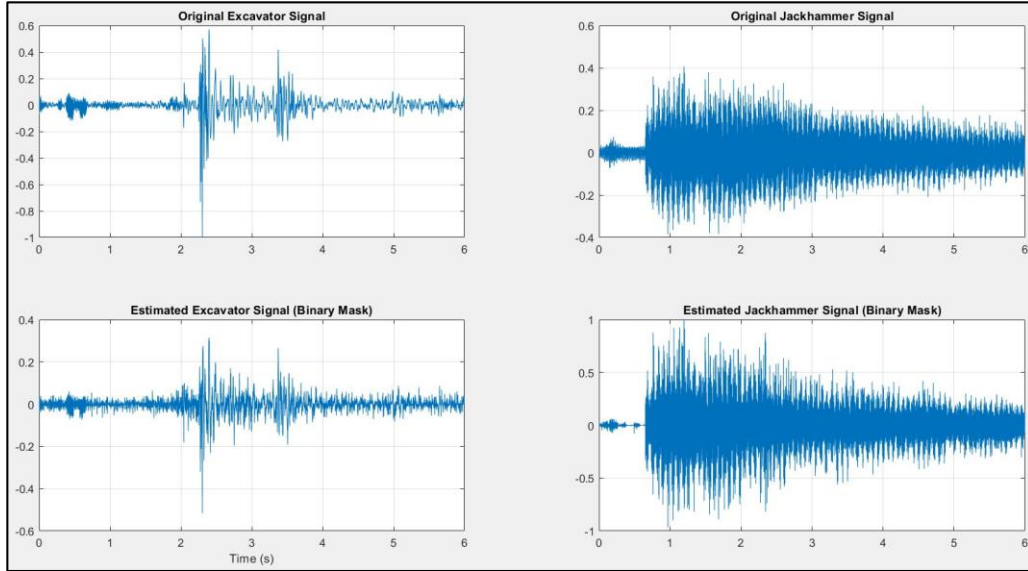 Original Excavator Signal
0.6
0.4
0.2
0
-0.2
-0.4
-0.6
-0.8
-1
0 1 2 3 4 5 6
Original Jackhammer Signal
0.6
0.4
0.2
0
-0.2
-0.4
0 1 2 3 4 5 6
Estimated Excavator Signal (Binary Mask)
0.4
0.2
0
-0.2
-0.4
-0.6
0 1 2 3 4 5 6
Time (s)
Estimated Jackhammer Signal (Binary Mask)
1
0.5
0
-0.5
-1
0 1 2 3 4 5 6